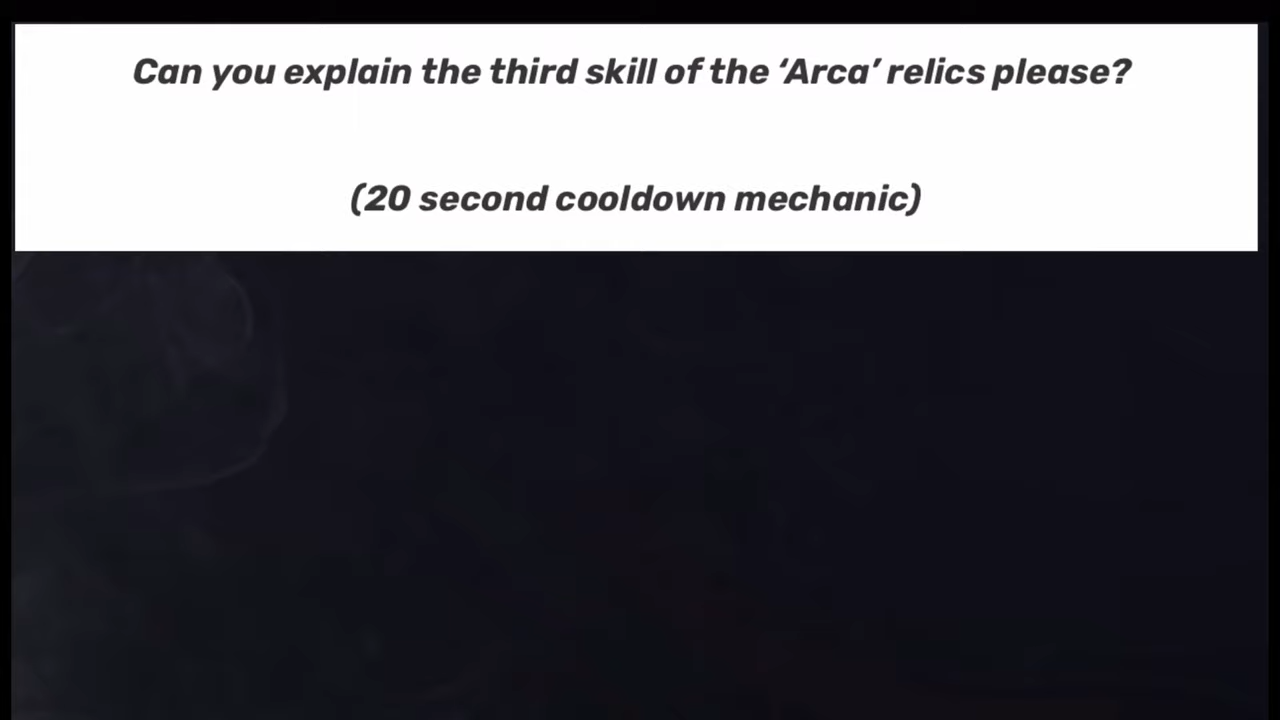 Can you explain the third skill of the ‘Arca’ relics please?
(20 second cooldown mechanic)